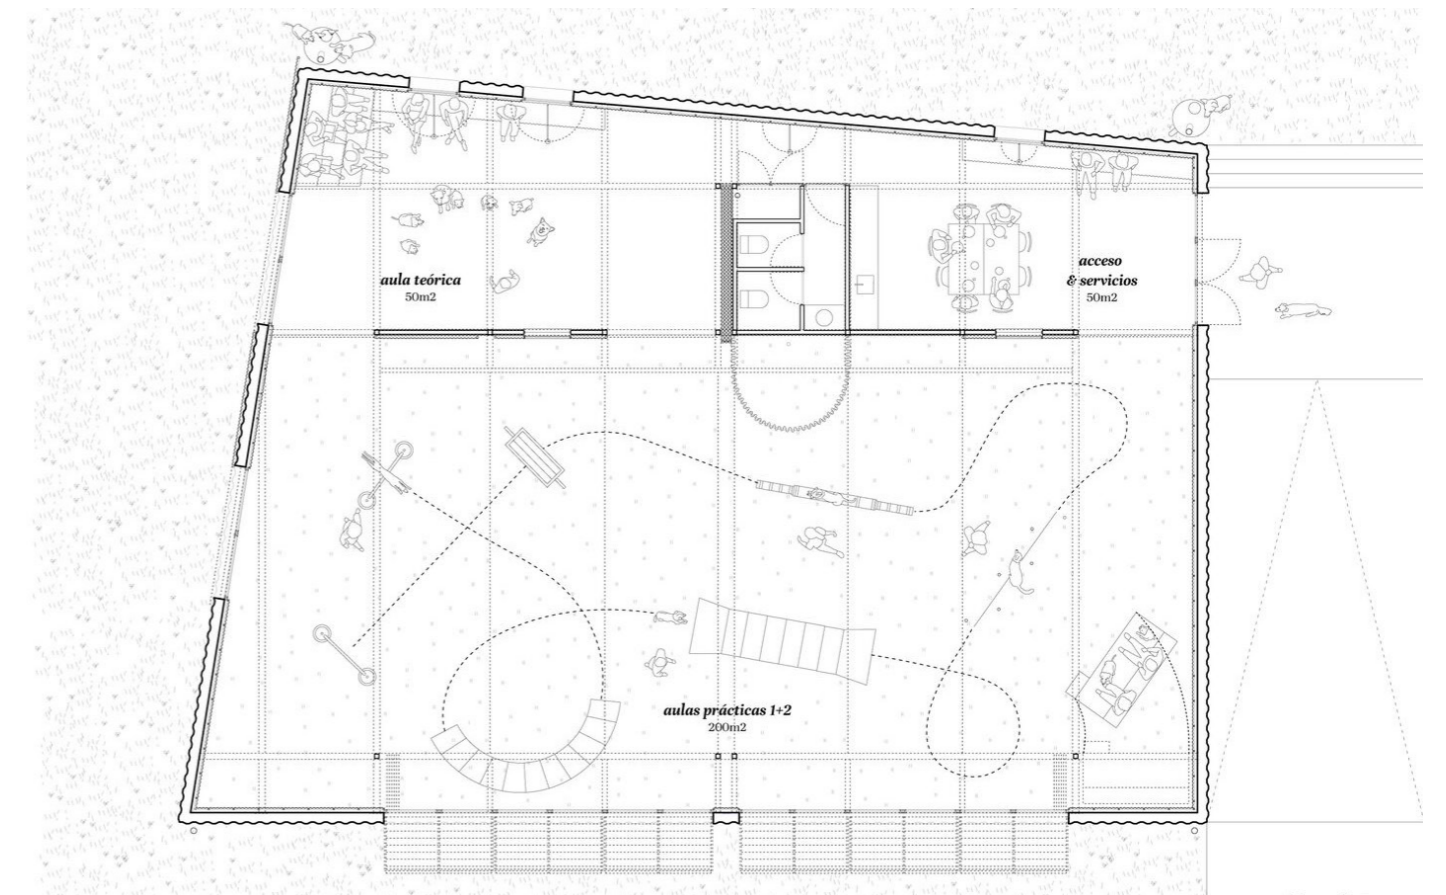 aula teórica
50m2
acceso
& servicios
50m2
aulas prácticas 1+2
200m2